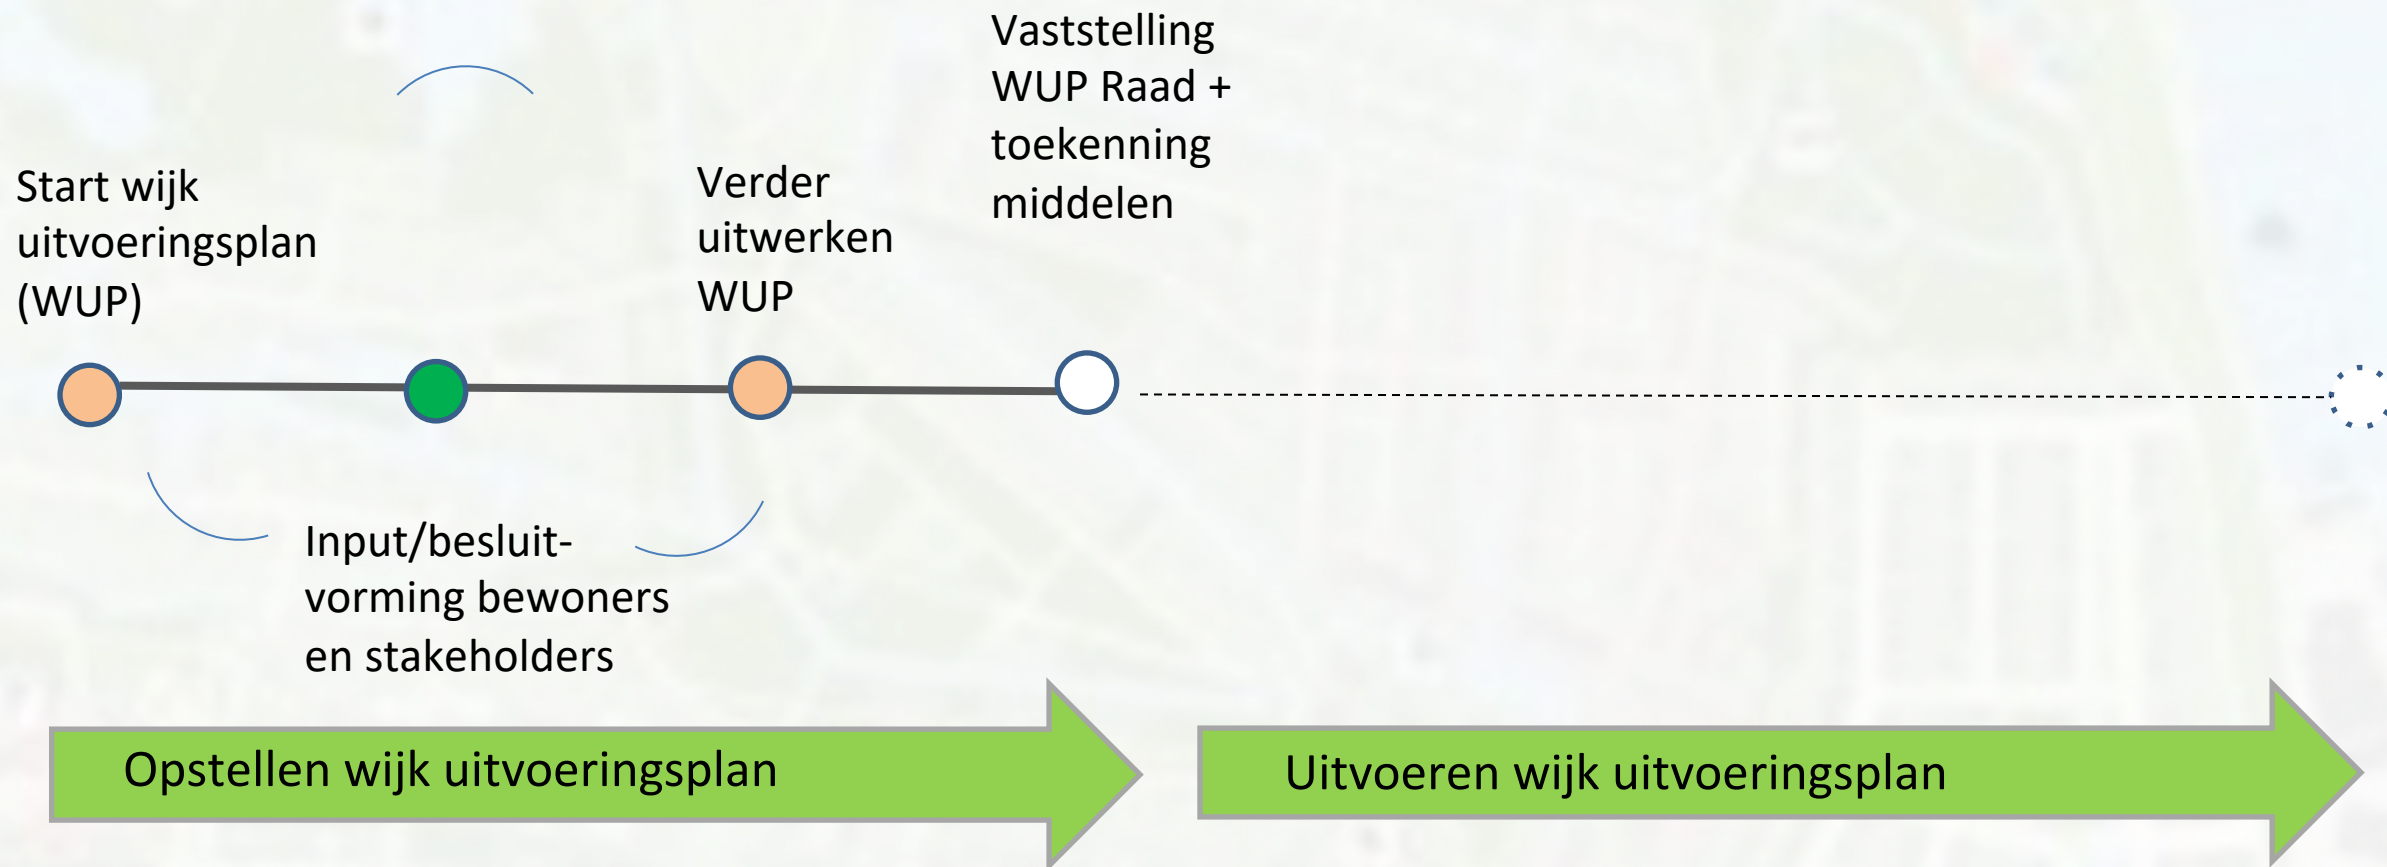 Start wijk
uitvoeringsplan
(WUP)
Input/besluit-
vorming bewoners
en stakeholders
Verder
uitwerken
WUP
Vaststelling
WUP Raad +
toekenning
middelen
Opstellen wijk uitvoeringsplan
Uitvoeren wijk uitvoeringsplan